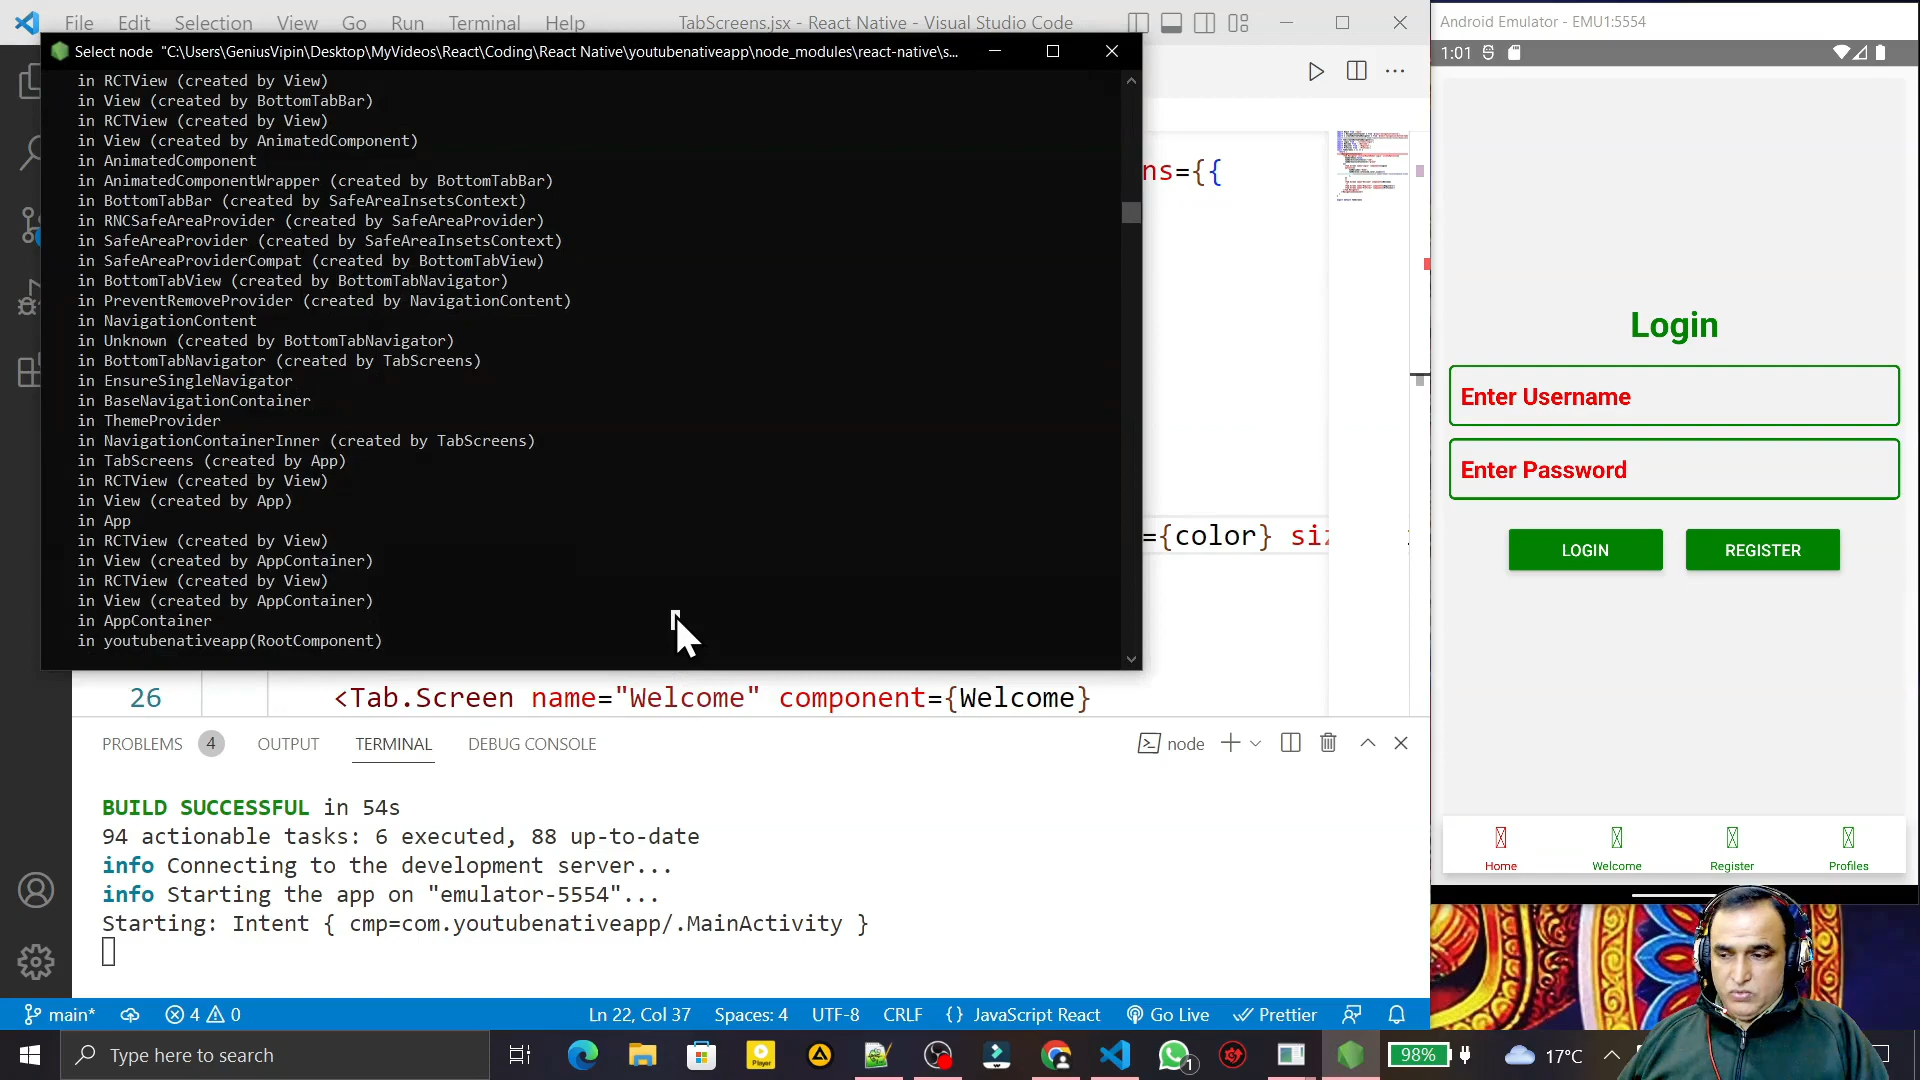 File Edit Selection View Go Run Terminal Help
TabScreens.jsx - React Native - Visual Studio Code
Select node "C:\Users\GeniusVipin\Desktop\MyVideos\React\Coding\React Native\youtubenativeapp\node_modules\react-native\s...
in RCTView (created by View)
in View (created by BottomTabBar)
in RCTView (created by View)
in View (created by AnimatedComponent)
in AnimatedComponent
in AnimatedComponentWrapper (created by BottomTabBar)
in BottomTabBar (created by SafeAreaInsetsContext)
in RNCSafeAreaProvider (created by SafeAreaProvider)
in SafeAreaProvider (created by SafeAreaInsetsContext)
in SafeAreaProviderCompat (created by BottomTabView)
in BottomTabView (created by BottomTabNavigator)
in PreventRemoveProvider (created by NavigationContent)
in NavigationContent
in Unknown (created by BottomTabNavigator)
in BottomTabNavigator (created by TabScreens)
in EnsureSingleNavigator
in BaseNavigationContainer
in ThemeProvider
in NavigationContainerInner (created by TabScreens)
in TabScreens (created by App)
in RCTView (created by View)
in View (created by App)
in App
in RCTView (created by View)
in View (created by AppContainer)
in RCTView (created by View)
in View (created by AppContainer)
in AppContainer
in youtubenativeapp(RootComponent)
ns={{
={color} siz
26 <Tab.Screen name="Welcome" component={Welcome}
PROBLEMS 4 OUTPUT TERMINAL DEBUG CONSOLE
node
BUILD SUCCESSFUL in 54s
94 actionable tasks: 6 executed, 88 up-to-date
info Connecting to the development server...
info Starting the app on "emulator-5554"...
Starting: Intent { cmp=com.youtubenativeapp/.MainActivity }
main* 4 0 Ln 22, Col 37 Spaces: 4 UTF-8 CRLF {} JavaScript React Go Live Prettier
Type here to search
Player
1
98%
17°C
Android Emulator - EMU1:5554
1:01
Login
Enter Username
Enter Password
LOGIN REGISTER
Home Welcome Register Profiles